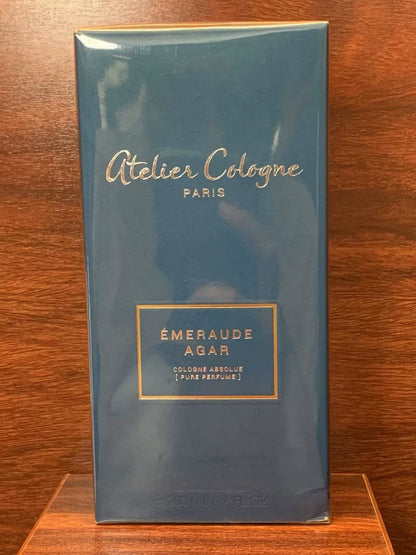 Atelier Cologne
PARIS
ÉMERAUDE
AGAR
COLOGNE ABSOLUE
[ PURE PERFUME ]